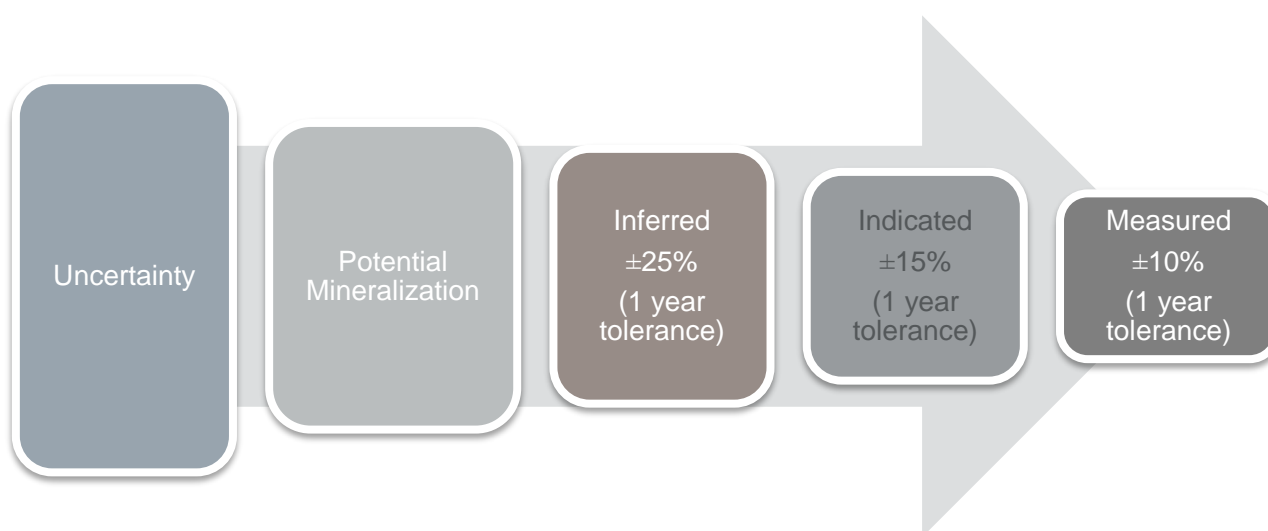 Uncertainty
Potential
Mineralization
Inferred
±25%
(1 year
tolerance)
Indicated
±15%
(1 year
tolerance)
Measured
±10%
(1 year
tolerance)